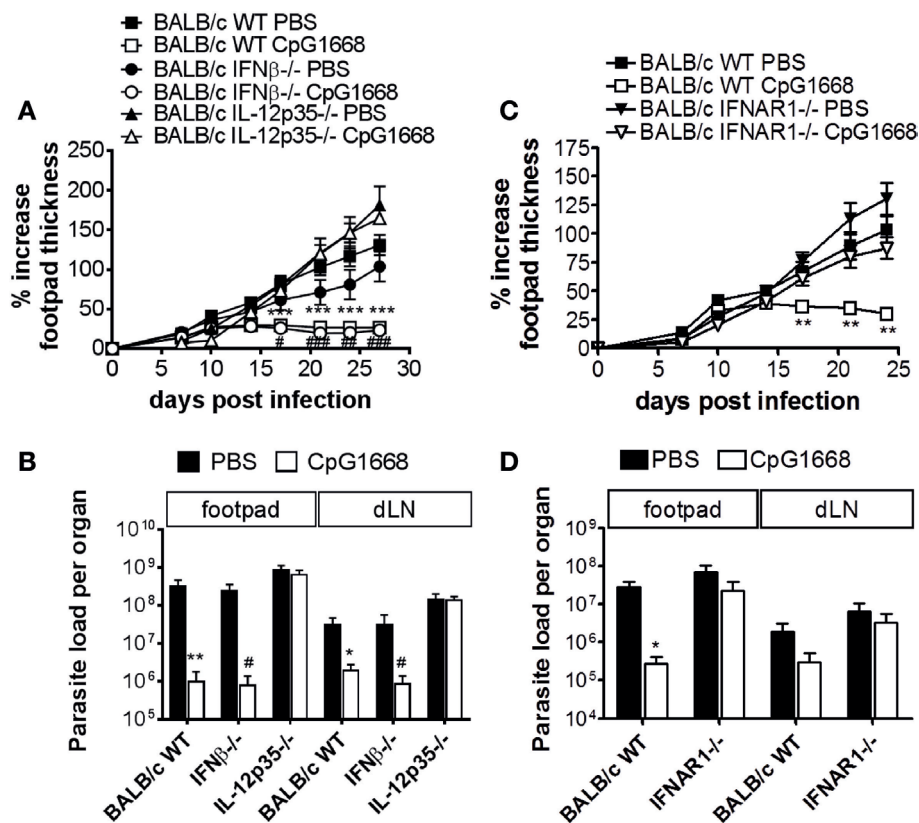 BALB/c WT PBS
BALB/c WT CpG1668
BALB/c IFNβ-/- PBS
BALB/c IFNβ-/- CpG1668
BALB/c IL-12p35-/- PBS
BALB/c IL-12p35-/- CpG1668
A
% increase
footpad thickness
250
200
150
100
50
0
*** *** *** ***
# ### ## ###
0 5 10 15 20 25 30
days post infection
BALB/c WT PBS
BALB/c WT CpG1668
BALB/c IFNAR1-/- PBS
BALB/c IFNAR1-/- CpG1668
C
% increase
footpad thickness
175
150
125
100
75
50
25
0
** ** **
0 5 10 15 20 25
days post infection
B
PBS CpG1668
footpad dLN
Parasite load per organ
10^10
10^9
10^8
10^7
10^6
10^5
** # * #
BALB/c WT
IFNβ-/-
IL-12p35-/-
BALB/c WT
IFNβ-/-
IL-12p35-/-
D
PBS CpG1668
footpad dLN
Parasite load per organ
10^9
10^8
10^7
10^6
10^5
10^4
*
BALB/c WT
IFNAR1-/-
BALB/c WT
IFNAR1-/-